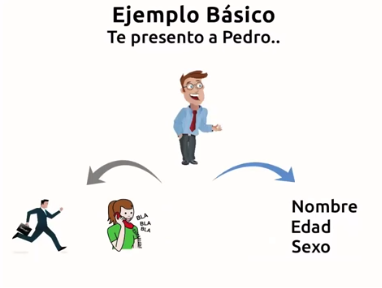 Ejemplo Básico
Te presento a Pedro..
BLA
BLA
BLA
Nombre
Edad
Sexo